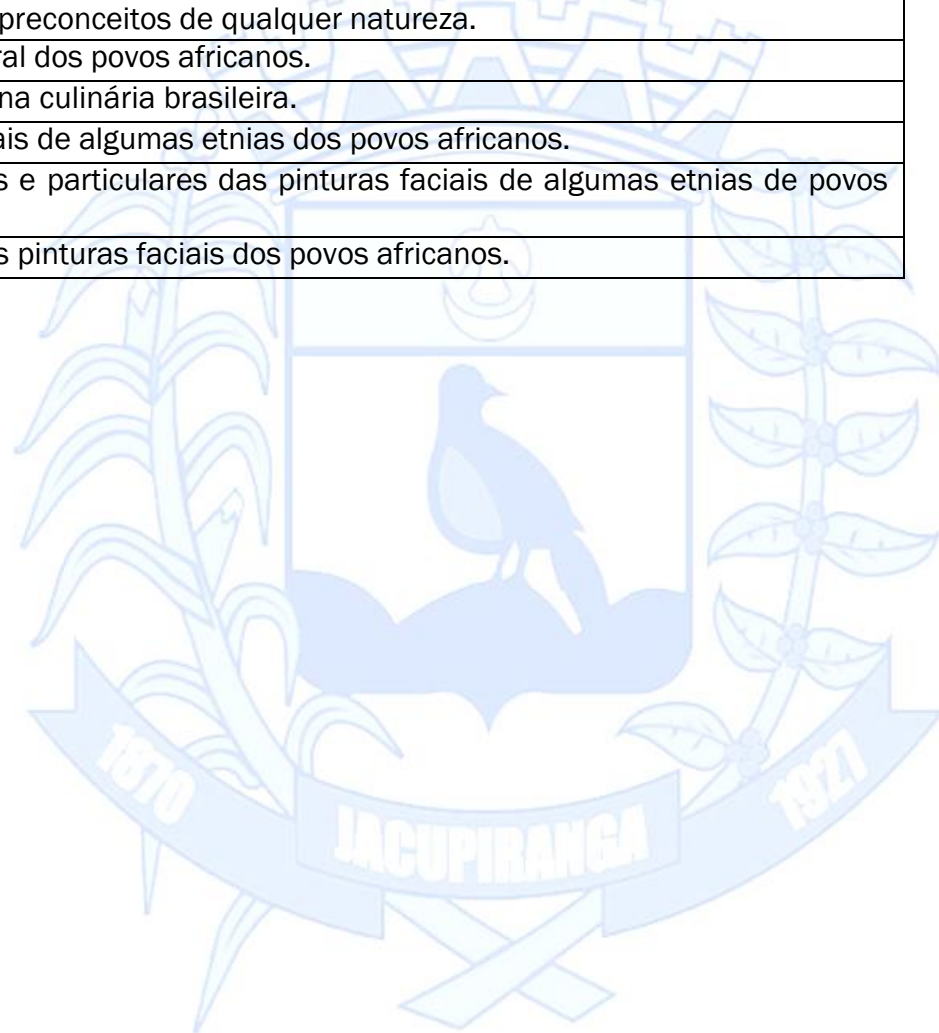 preconceitos de qualquer natureza.
ral dos povos africanos.
na culinária brasileira.
ais de algumas etnias dos povos africanos.
s e particulares das pinturas faciais de algumas etnias de povos
s pinturas faciais dos povos africanos.
1870
JACUPIRANGA
1927